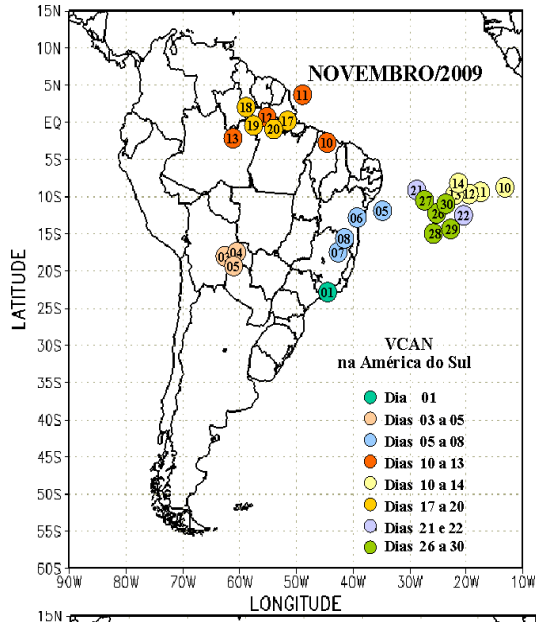 15N
10N
5N
EQ
5S
10S
15S
20S
25S
30S
35S
40S
45S
50S
55S
60S
LATITUDE
NOVEMBRO/2009
11
18
12
17
19
20
13
10
21
14
13
12
11
10
27
30
26
22
28
29
05
06
08
07
03
04
05
01
VCAN
na América do Sul
Dia 01
Dias 03 a 05
Dias 05 a 08
Dias 10 a 13
Dias 10 a 14
Dias 17 a 20
Dias 21 e 22
Dias 26 a 30
90W 80W 70W 60W 50W 40W 30W 20W 10W
LONGITUDE
15N